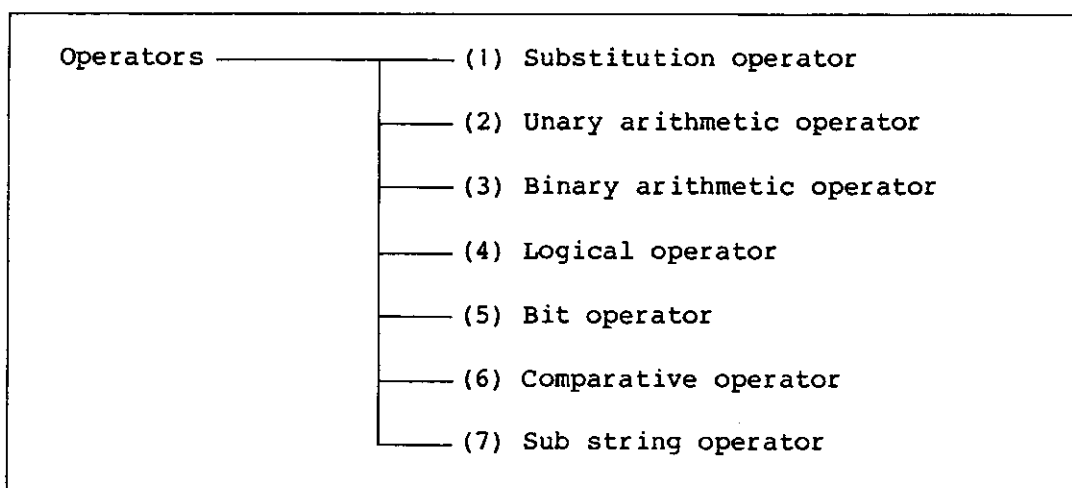 Operators
(1) Substitution operator
(2) Unary arithmetic operator
(3) Binary arithmetic operator
(4) Logical operator
(5) Bit operator
(6) Comparative operator
(7) Sub string operator